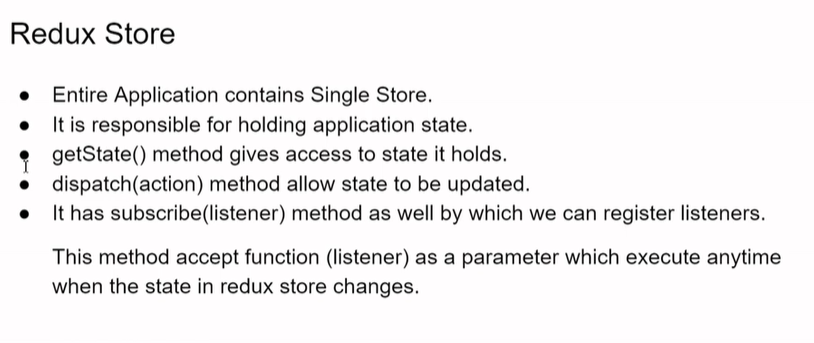 Redux Store
● Entire Application contains Single Store.
● It is responsible for holding application state.
● getState() method gives access to state it holds.
● dispatch(action) method allow state to be updated.
● It has subscribe(listener) method as well by which we can register listeners.
This method accept function (listener) as a parameter which execute anytime
when the state in redux store changes.